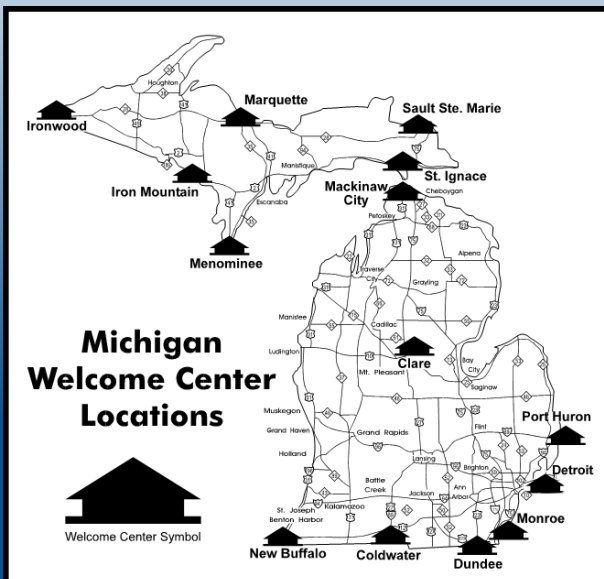 Houghton
Marquette
Sault Ste. Marie
Ironwood
St. Ignace
Manistique
Iron Mountain
Mackinaw
City
Cheboygan
Escanaba
Petoskey
Menominee
Alpena
Traverse
City
Grayling
Manistee
Cadillac
Michigan
Welcome Center
Locations
Ludington
Clare
Bay
City
Mt. Pleasant
Saginaw
Muskegon
Port Huron
Grand Haven
Grand Rapids
Flint
Holland
Lansing
Brighton
Detroit
Battle
Creek
Jackson
Ann
Arbor
Kalamazoo
St. Joseph
Benton Harbor
Monroe
Welcome Center Symbol
New Buffalo
Coldwater
Dundee